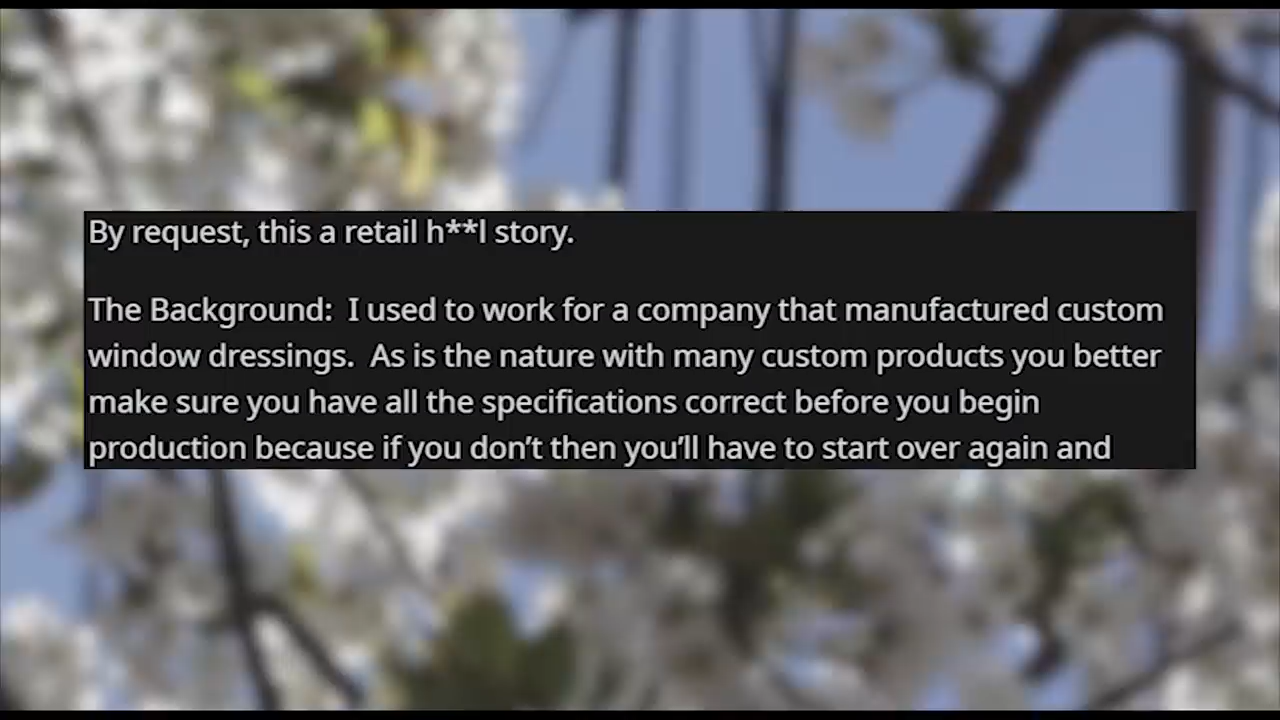 By request, this a retail h**l story.
The Background:  I used to work for a company that manufactured custom
window dressings.  As is the nature with many custom products you better
make sure you have all the specifications correct before you begin
production because if you don’t then you’ll have to start over again and